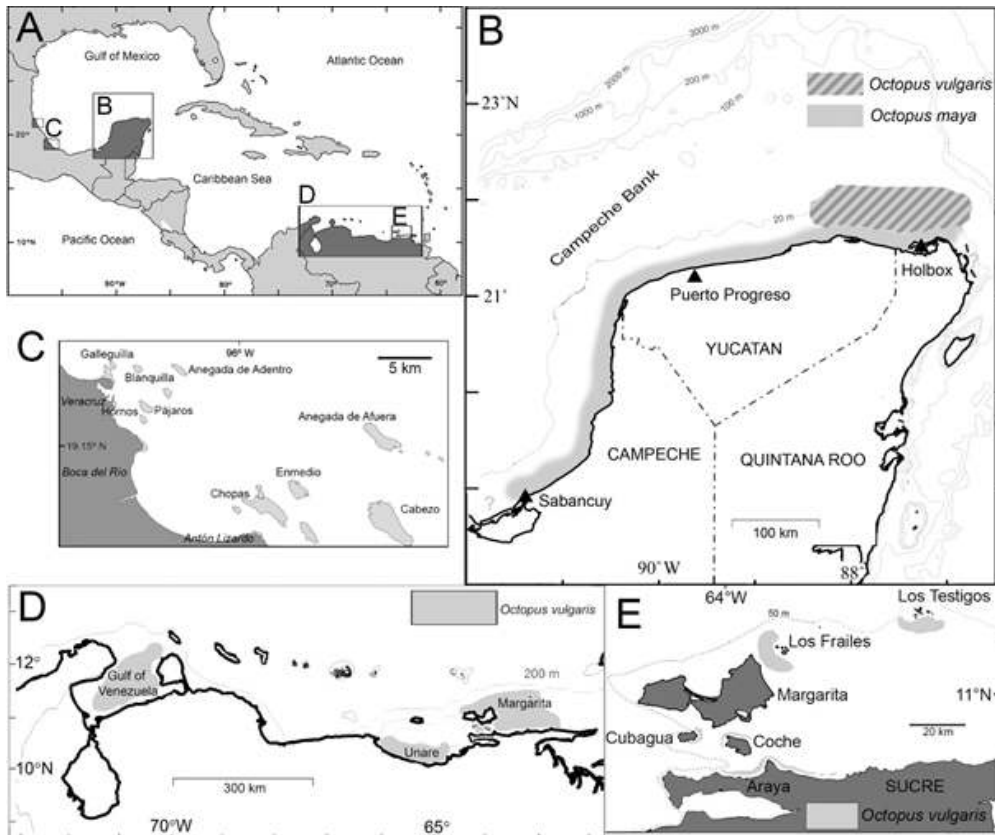 A
Gulf of Mexico
Atlantic Ocean
B
C
20°
Caribbean Sea
D
E
Pacific Ocean
10°N
90°W
80°
70°
60°
B
3000 m
2000 m
1000 m
200 m
100 m
23°N
Octopus vulgaris
Octopus maya
Campeche Bank
20 m
Holbox
21°
Puerto Progreso
YUCATAN
CAMPECHE
QUINTANA ROO
?
Sabancuy
100 km
90°W
88°
C
96° W
5 km
Galleguilla
Blanquilla
Anegada de Adentro
Veracruz
Hornos
Pájaros
Anegada de Afuera
19.15° N
Boca del Río
Enmedio
Chopas
Cabezo
Antón Lizardo
D
Octopus vulgaris
12°
Gulf of
Venezuela
200 m
Margarita
Unare
10°N
300 km
70°W
65°
64°W
E
Los Testigos
50 m
Los Frailes
Margarita
11°N
20 km
Cubagua
Coche
Araya
SUCRE
Octopus vulgaris